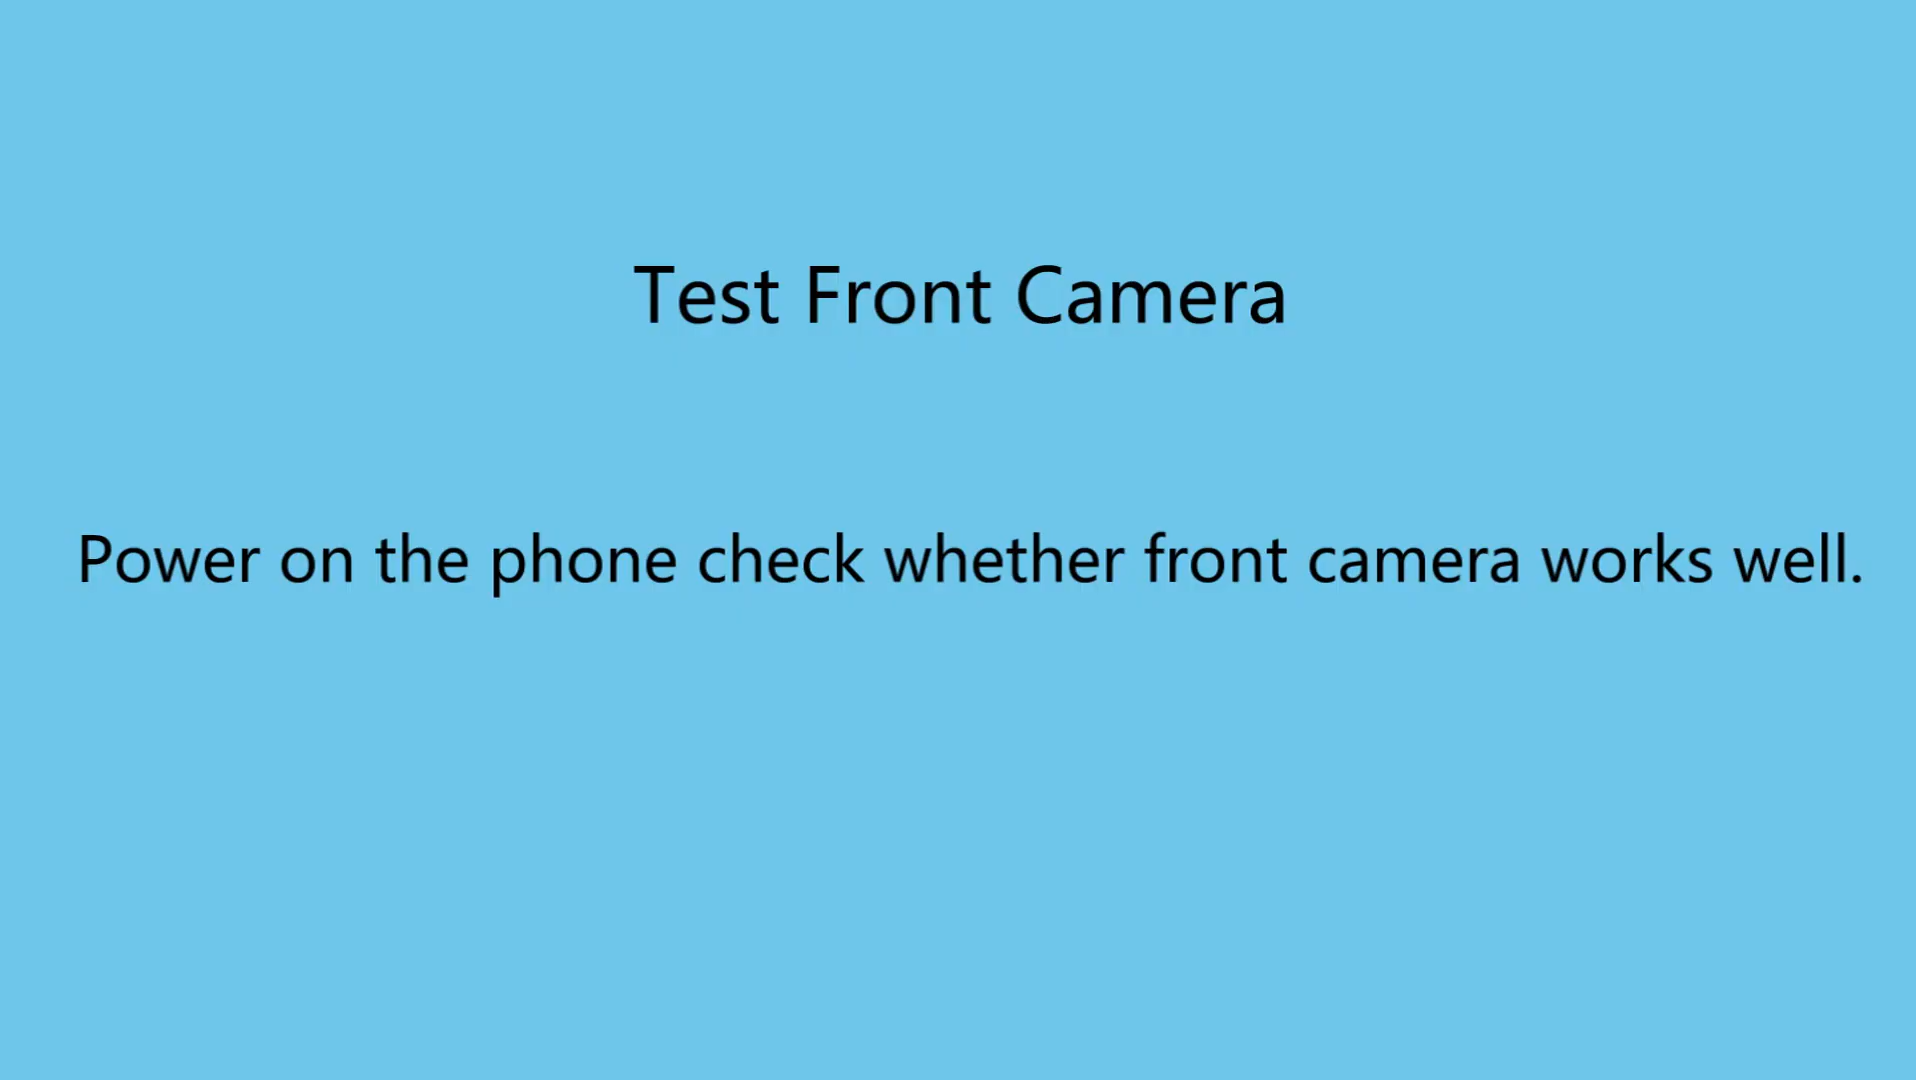 Test Front Camera
Power on the phone check whether front camera works well.